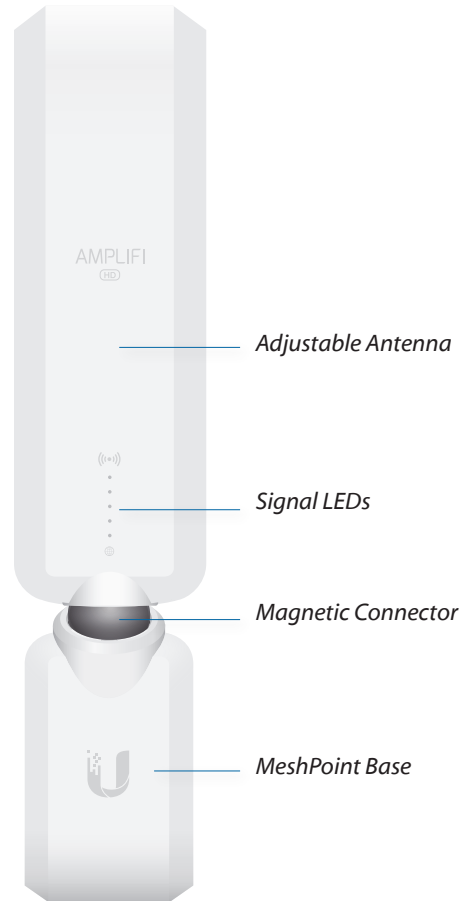 AMPLIFI
HD
Adjustable Antenna
Signal LEDs
Magnetic Connector
MeshPoint Base